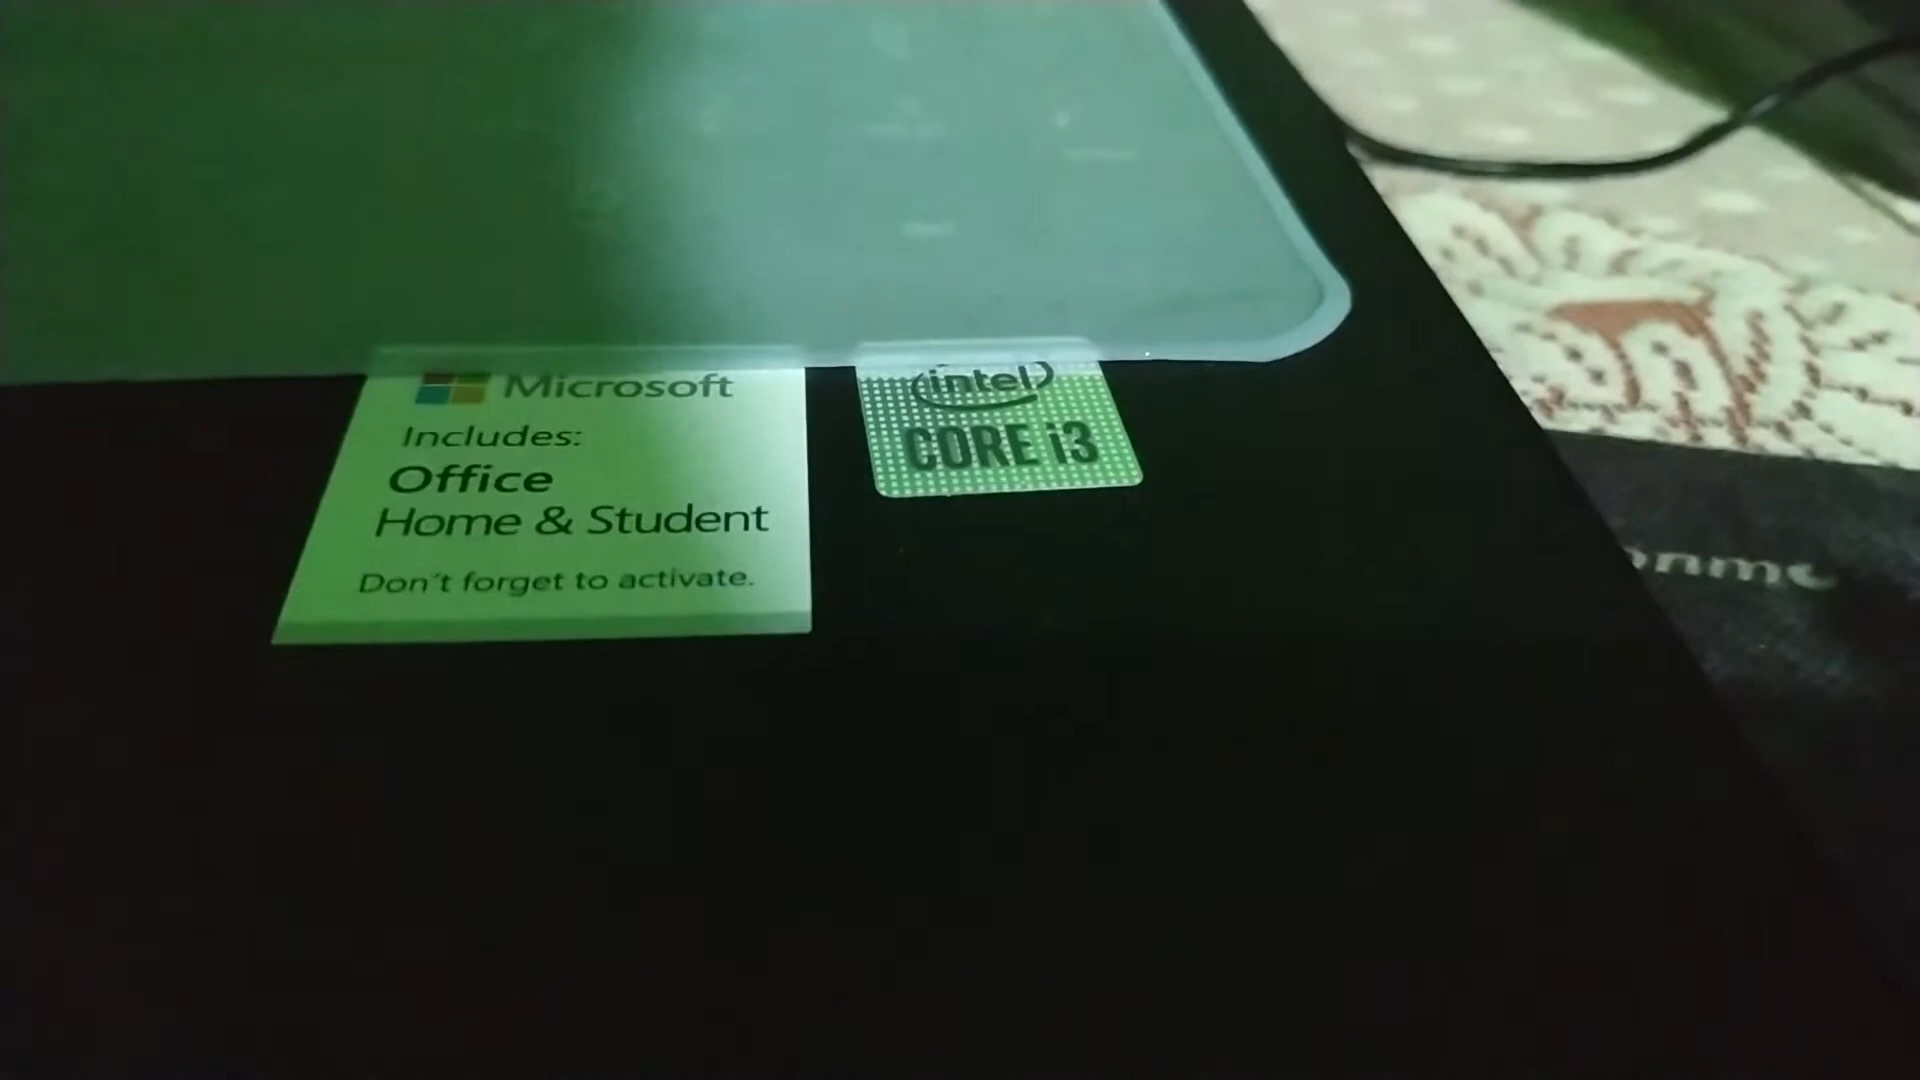 Microsoft
Includes:
Office
Home & Student
Don't forget to activate.
intel
CORE i3